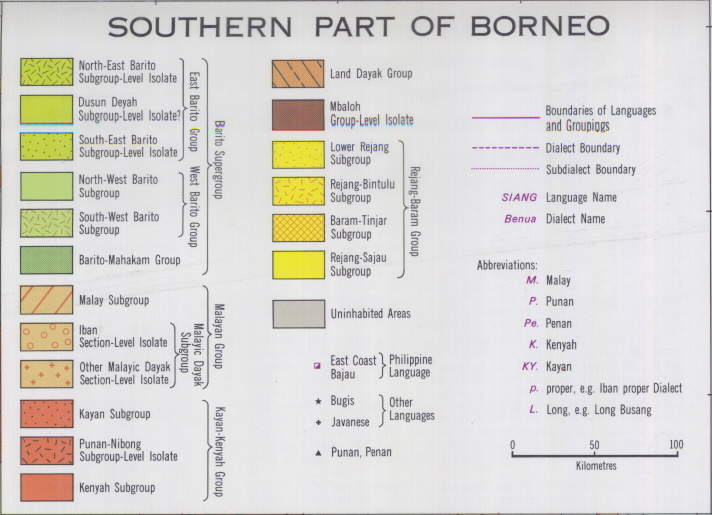 SOUTHERN PART OF BORNEO
North-East Barito
Subgroup-Level Isolate
Dusun Deyah
Subgroup-Level Isolate?
South-East Barito
Subgroup-Level Isolate
East Barito Group
North-West Barito
Subgroup
South-West Barito
Subgroup
West Barito Group
Barito-Mahakam Group
Barito Supergroup
Malay Subgroup
Iban
Section-Level Isolate
Other Malayic Dayak
Section-Level Isolate
Malayic Dayak
Subgroup
Malayan Group
Kayan Subgroup
Punan-Nibong
Subgroup-Level Isolate
Kenyah Subgroup
Kayan-Kenyah Group
Land Dayak Group
Mbaloh
Group-Level Isolate
Lower Rejang
Subgroup
Rejang-Bintulu
Subgroup
Baram-Tinjar
Subgroup
Rejang-Sajau
Subgroup
Rejang-Baram Group
Uninhabited Areas
East Coast
Bajau
Philippine
Language
Bugis
Javanese
Other
Languages
Punan, Penan
Boundaries of Languages
and Groupings
Dialect Boundary
Subdialect Boundary
SIANG Language Name
Benua Dialect Name
Abbreviations:
M. Malay
P. Punan
Pe. Penan
K. Kenyah
KY. Kayan
p. proper, e.g. Iban proper Dialect
L. Long, e.g. Long Busang
0 50 100
Kilometres